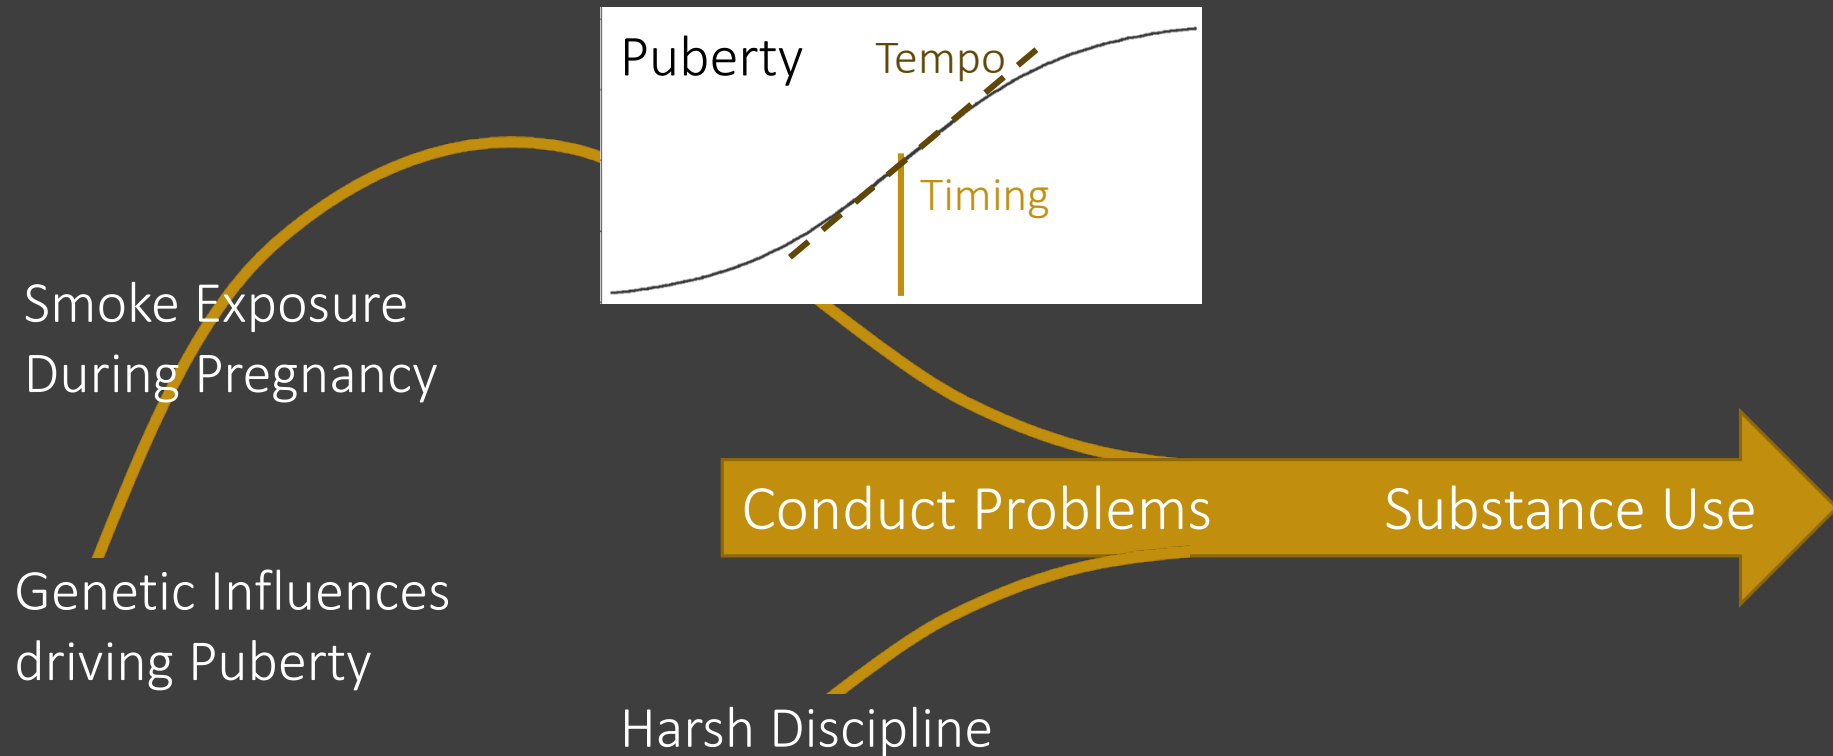 Puberty
Tempo
Timing
Smoke Exposure
During Pregnancy
Conduct Problems
Substance Use
Genetic Influences
driving Puberty
Harsh Discipline